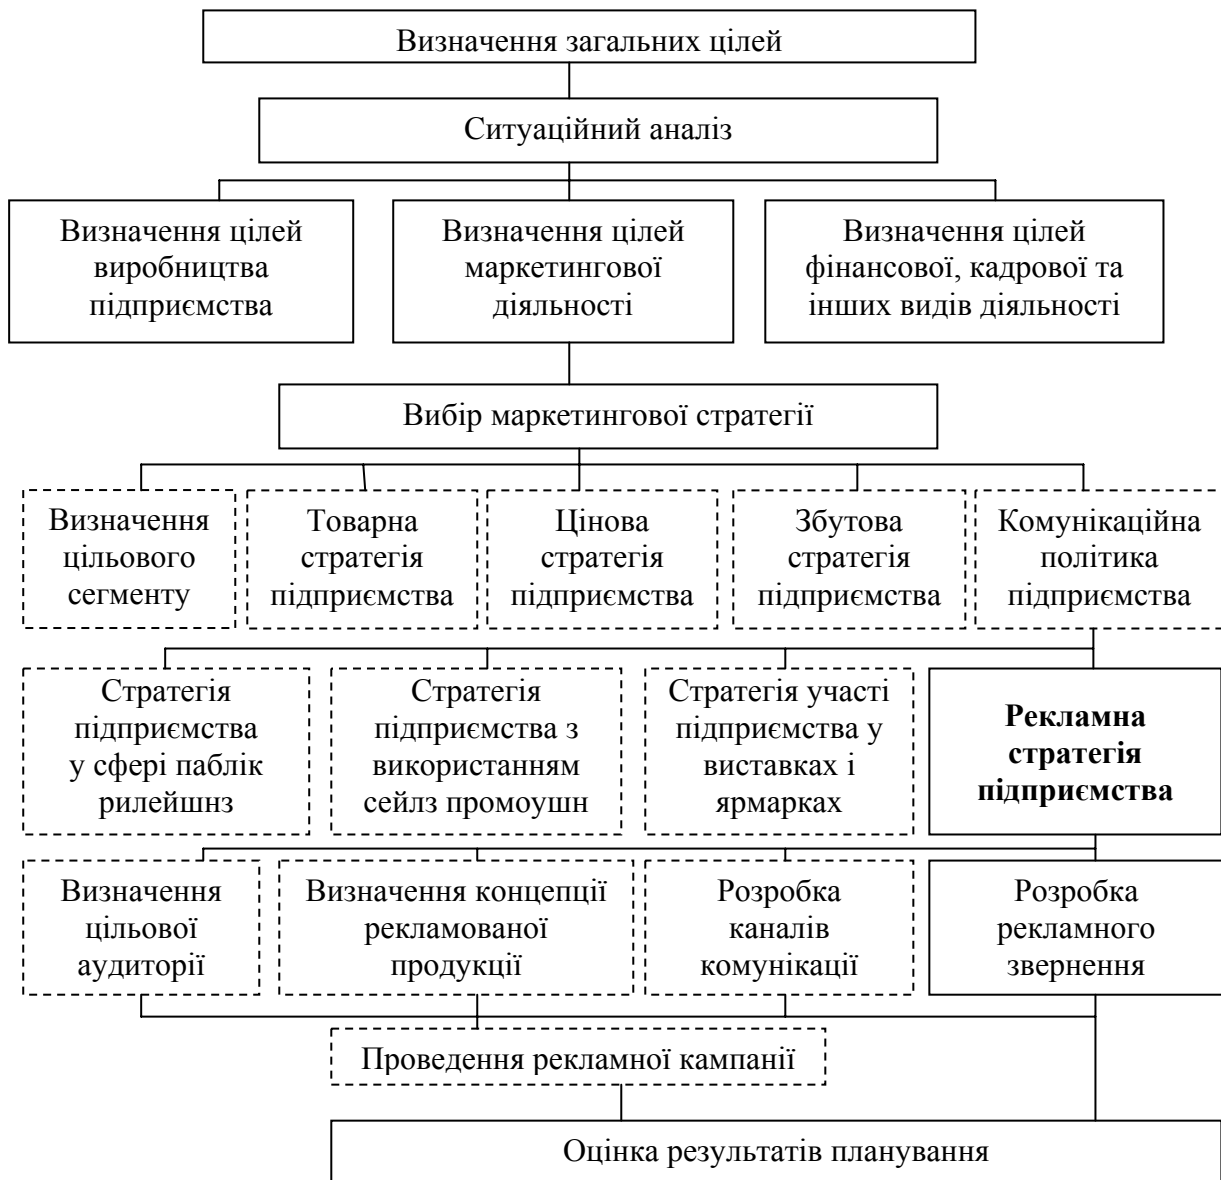 Визначення загальних цілей
Ситуаційний аналіз
Визначення цілей
виробництва
підприємства
Визначення цілей
маркетингової
діяльності
Визначення цілей
фінансової, кадрової та
інших видів діяльності
Вибір маркетингової стратегії
Визначення
цільового
сегменту
Товарна
стратегія
підприємства
Цінова
стратегія
підприємства
Збутова
стратегія
підприємства
Комунікаційна
політика
підприємства
Стратегія
підприємства
у сфері паблік
рилейшнз
Стратегія
підприємства з
використанням
сейлз промоушн
Стратегія участі
підприємства у
виставках і
ярмарках
Рекламна
стратегія
підприємства
Визначення
цільової
аудиторії
Визначення концепції
рекламованої
продукції
Розробка
каналів
комунікації
Розробка
рекламного
звернення
Проведення рекламної кампанії
Оцінка результатів планування